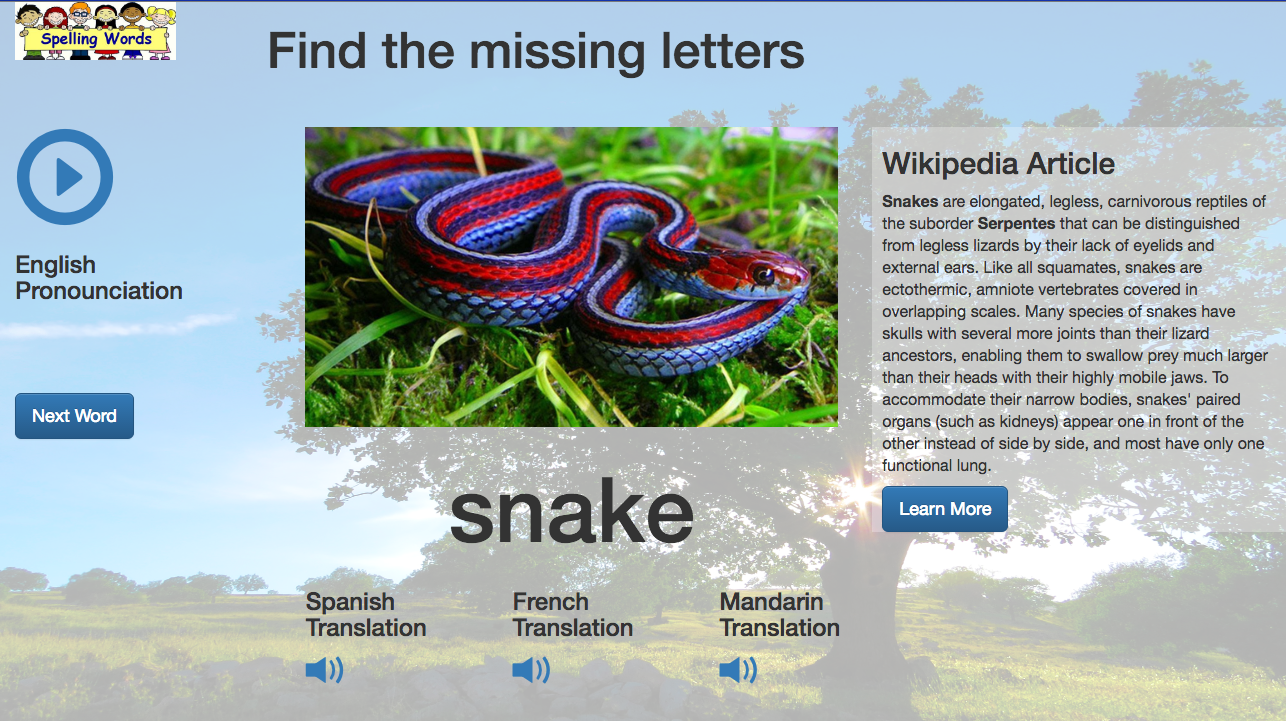 Spelling Words
Find the missing letters
English
Pronounciation
Next Word
snake
Spanish
Translation
French
Translation
Mandarin
Translation
Wikipedia Article
Snakes are elongated, legless, carnivorous reptiles of
the suborder Serpentes that can be distinguished
from legless lizards by their lack of eyelids and
external ears. Like all squamates, snakes are
ectothermic, amniote vertebrates covered in
overlapping scales. Many species of snakes have
skulls with several more joints than their lizard
ancestors, enabling them to swallow prey much larger
than their heads with their highly mobile jaws. To
accommodate their narrow bodies, snakes' paired
organs (such as kidneys) appear one in front of the
other instead of side by side, and most have only one
functional lung.
Learn More